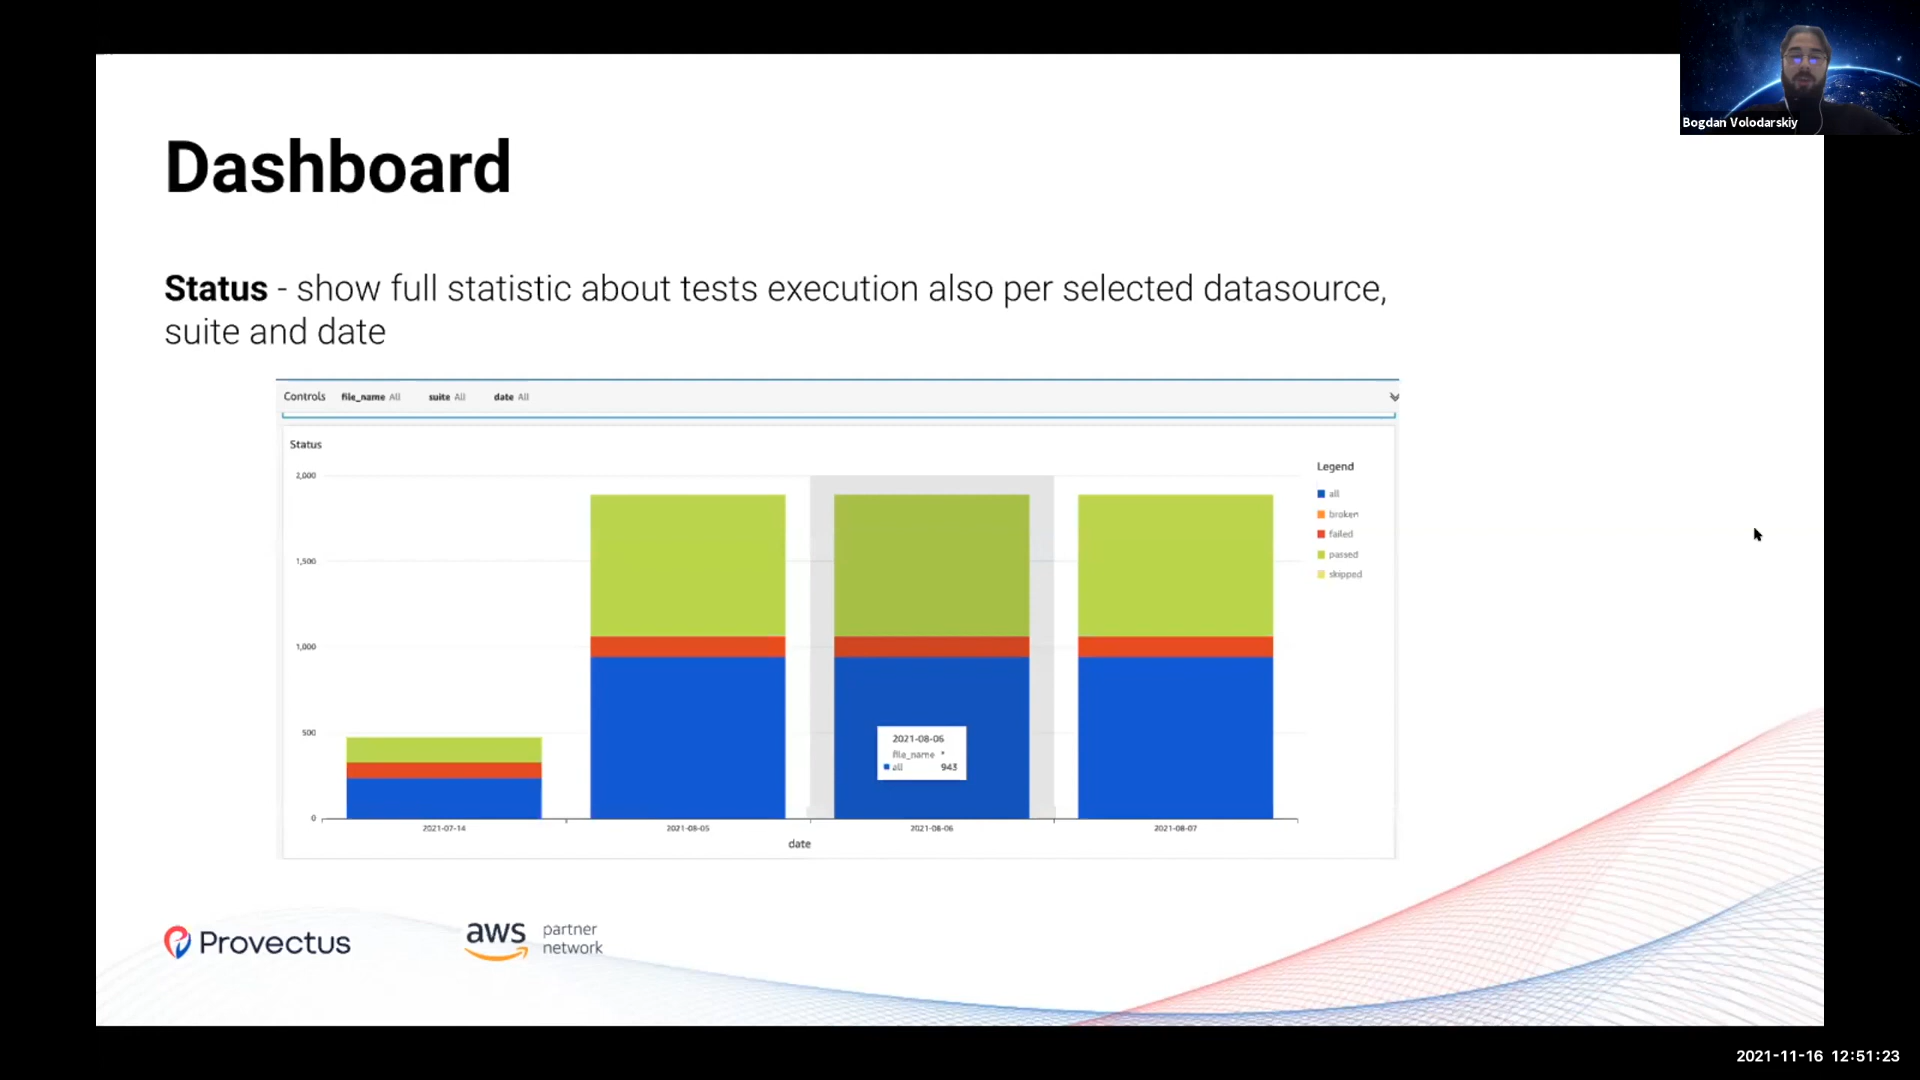 Bogdan Volodarskiy
Dashboard
Status - show full statistic about tests execution also per selected datasource,
suite and date
Controls file_name All suite All date All
Status
2,000
1,500
1,000
500
0
Legend
all
broken
failed
passed
skipped
2021-08-06
file_name *
all 943
2021-07-14 2021-08-05 2021-08-06 2021-08-07
date
Provectus
aws partner
network
2021-11-16 12:51:23